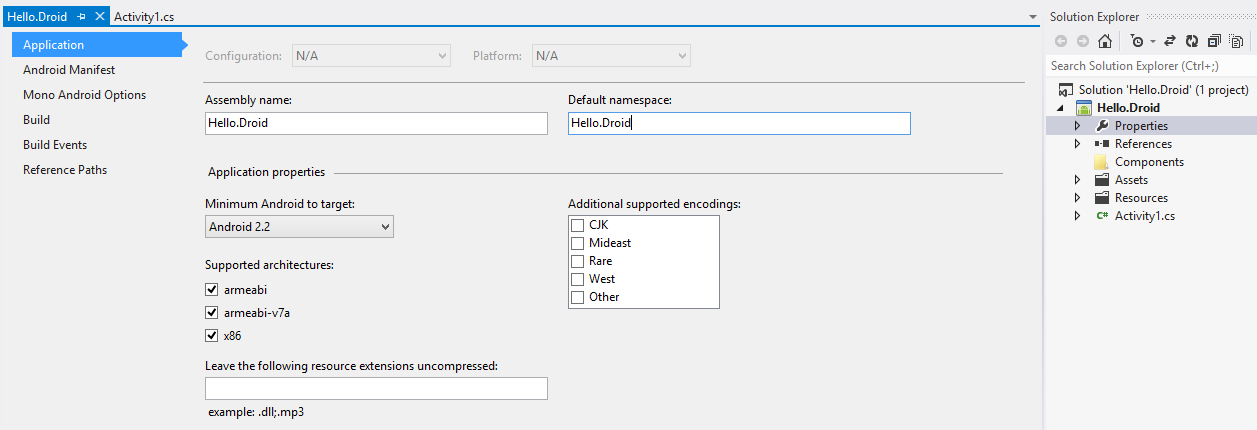 Hello.Droid
Activity1.cs
Application
Android Manifest
Mono Android Options
Build
Build Events
Reference Paths
Configuration: N/A Platform: N/A
Assembly name: Default namespace:
Hello.Droid Hello.Droid
Application properties
Minimum Android to target: Additional supported encodings:
Android 2.2
CJK
Mideast
Rare
West
Other
Supported architectures:
armeabi
armeabi-v7a
x86
Leave the following resource extensions uncompressed:
example: .dll;.mp3
Solution Explorer
Search Solution Explorer (Ctrl+;)
Solution 'Hello.Droid' (1 project)
Hello.Droid
Properties
References
Components
Assets
Resources
C# Activity1.cs